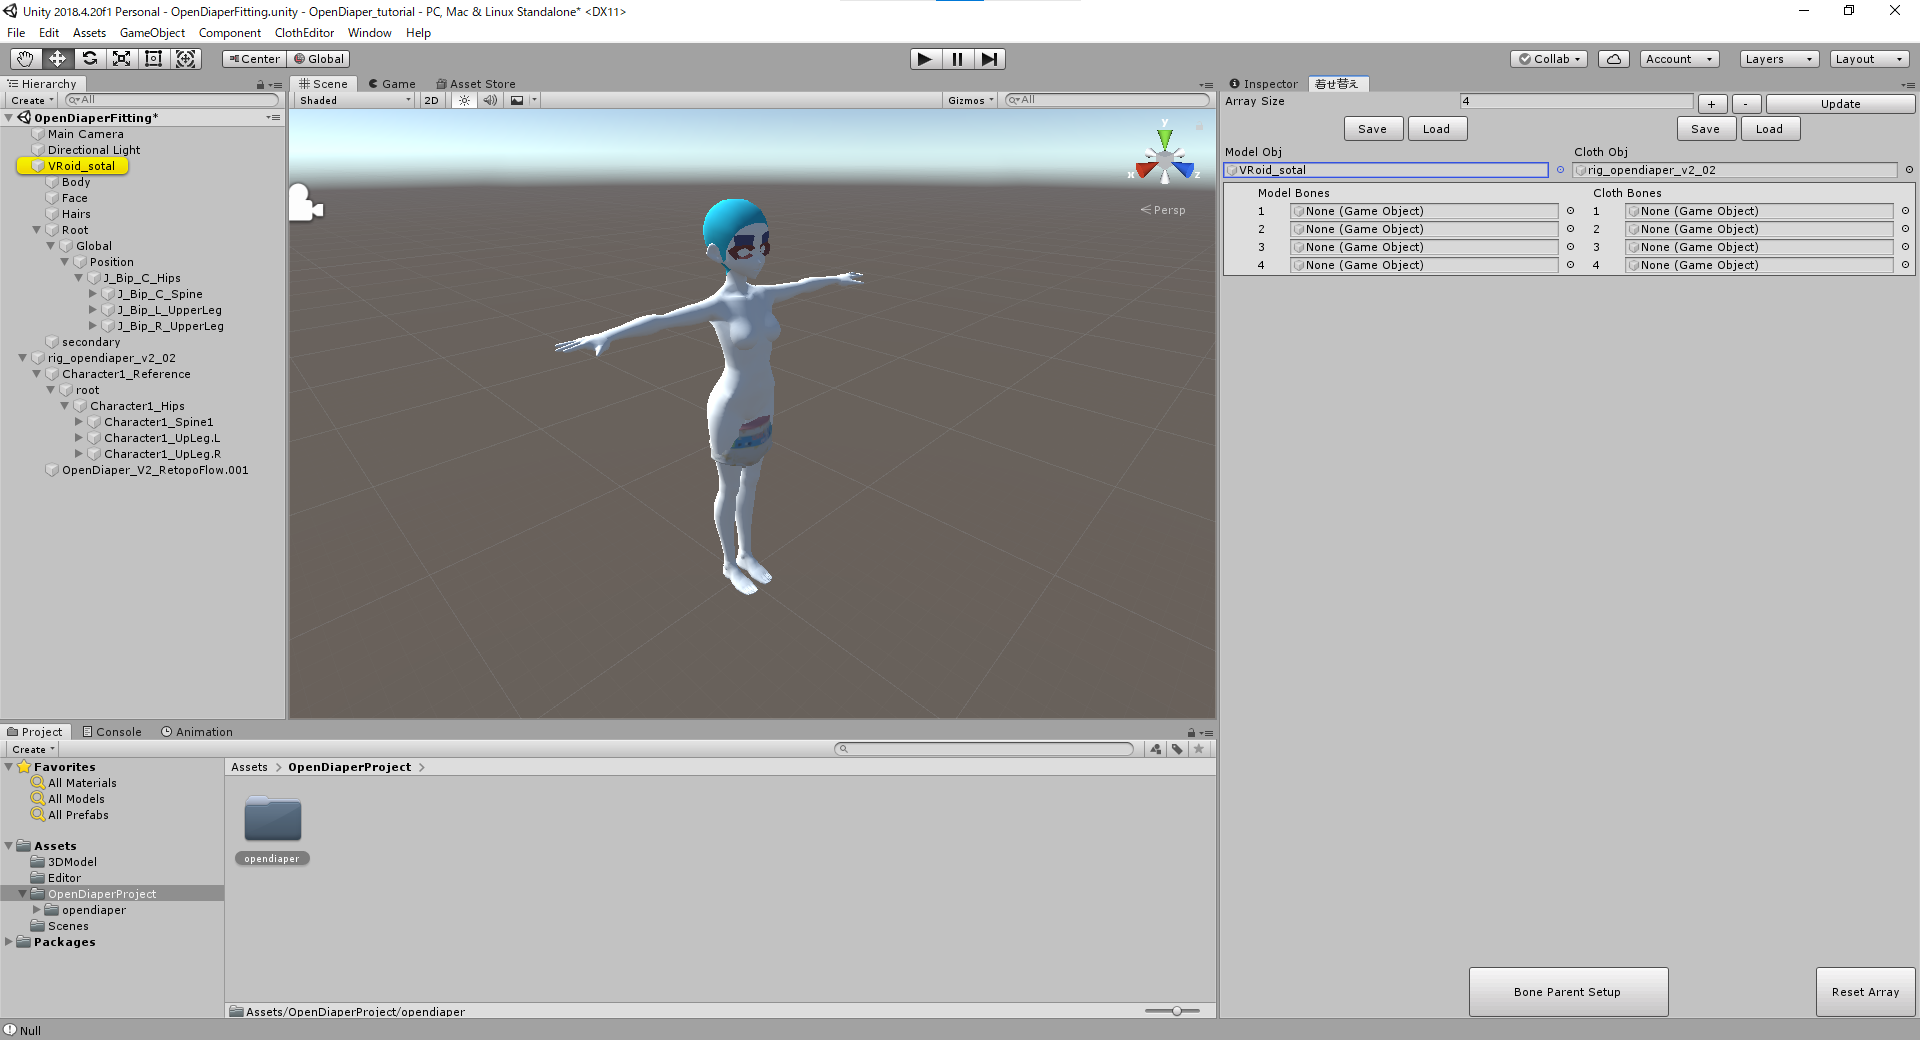 Unity 2018.4.20f1 Personal - OpenDiaperFitting.unity - OpenDiaper_tutorial - PC, Mac & Linux Standalone* <DX11>
File Edit Assets GameObject Component ClothEditor Window Help
Center Global Collab Account Layers Layout
Hierarchy
Create All
OpenDiaperFitting*
Main Camera
Directional Light
VRoid_sotal
Body
Face
Hairs
Root
Global
Position
J_Bip_C_Hips
J_Bip_C_Spine
J_Bip_L_UpperLeg
J_Bip_R_UpperLeg
secondary
rig_opendiaper_v2_02
Character1_Reference
root
Character1_Hips
Character1_Spine1
Character1_UpLeg.L
Character1_UpLeg.R
OpenDiaper_V2_RetopoFlow.001
Scene Game Asset Store
Shaded 2D Gizmos All
y
x z
Persp
Inspector 着せ替え
Array Size 4 + - Update
Save Load Save Load
Model Obj Cloth Obj
VRoid_sotal rig_opendiaper_v2_02
Model Bones Cloth Bones
1 None (Game Object) 1 None (Game Object)
2 None (Game Object) 2 None (Game Object)
3 None (Game Object) 3 None (Game Object)
4 None (Game Object) 4 None (Game Object)
Bone Parent Setup Reset Array
Project Console Animation
Create
Favorites
All Materials
All Models
All Prefabs
Assets
3DModel
Editor
OpenDiaperProject
opendiaper
Scenes
Packages
Assets > OpenDiaperProject >
opendiaper
Assets/OpenDiaperProject/opendiaper
Null